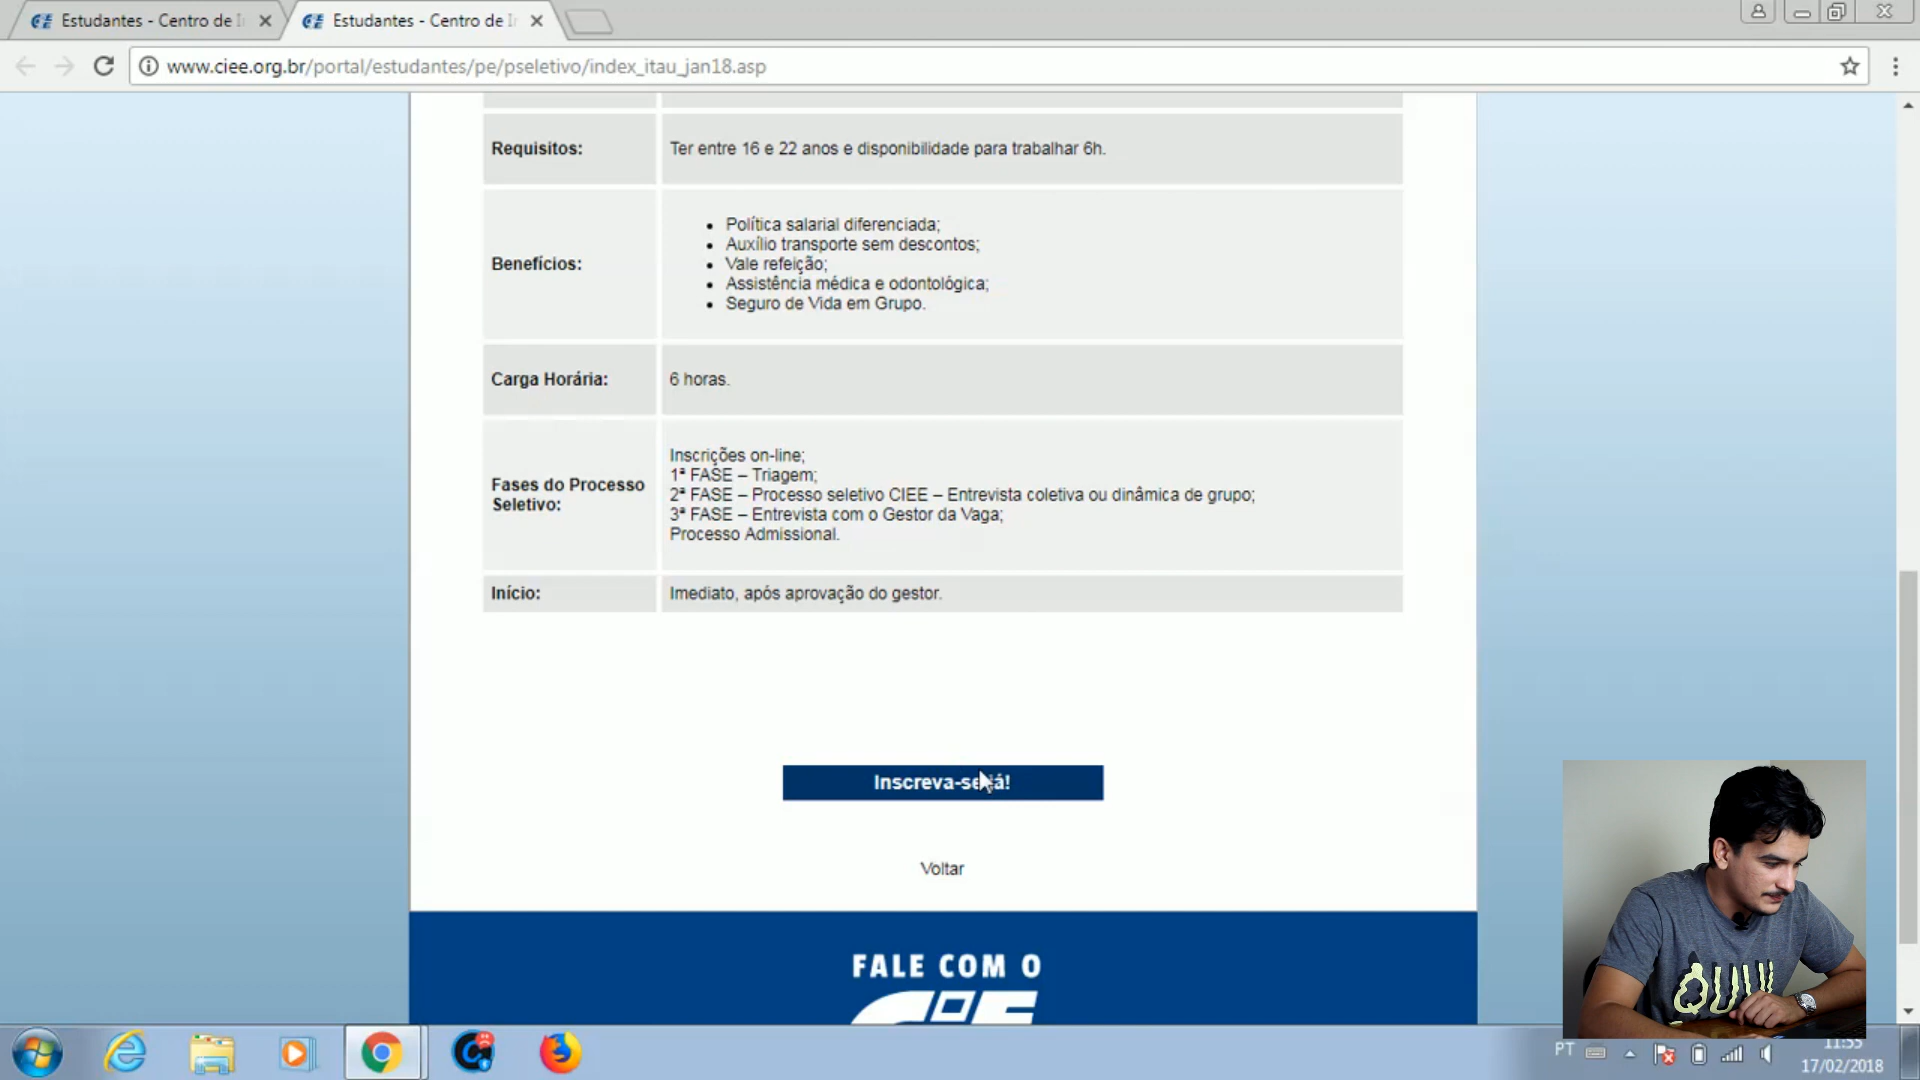 Estudantes - Centro de I
Estudantes - Centro de I
www.ciee.org.br/portal/estudantes/pe/pseletivo/index_itau_jan18.asp
Requisitos:
Ter entre 16 e 22 anos e disponibilidade para trabalhar 6h.
Benefícios:
Política salarial diferenciada;
Auxílio transporte sem descontos;
Vale refeição;
Assistência médica e odontológica;
Seguro de Vida em Grupo.
Carga Horária:
6 horas.
Fases do Processo
Seletivo:
Inscrições on-line;
1ª FASE – Triagem;
2ª FASE – Processo seletivo CIEE – Entrevista coletiva ou dinâmica de grupo;
3ª FASE – Entrevista com o Gestor da Vaga;
Processo Admissional.
Início:
Imediato, após aprovação do gestor.
Inscreva-se já!
Voltar
FALE COM O
PT
11:55
17/02/2018